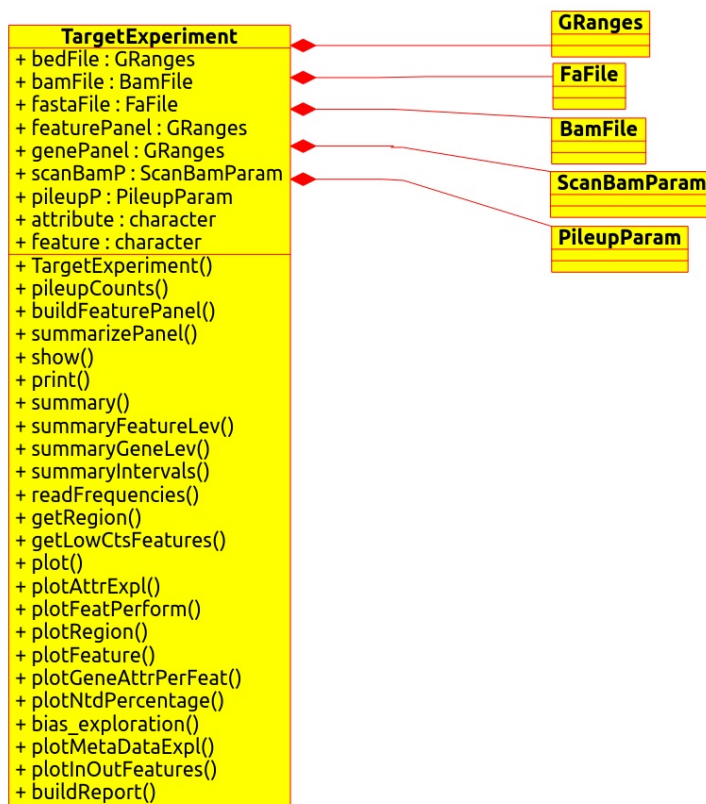 TargetExperiment
+ bedFile : GRanges
+ bamFile : BamFile
+ fastaFile : FaFile
+ featurePanel : GRanges
+ genePanel : GRanges
+ scanBamP : ScanBamParam
+ pileupP : PileupParam
+ attribute : character
+ feature : character
+ TargetExperiment()
+ pileupCounts()
+ buildFeaturePanel()
+ summarizePanel()
+ show()
+ print()
+ summary()
+ summaryFeatureLev()
+ summaryGeneLev()
+ summaryIntervals()
+ readFrequencies()
+ getRegion()
+ getLowCtsFeatures()
+ plot()
+ plotAttrExpl()
+ plotFeatPerform()
+ plotRegion()
+ plotFeature()
+ plotGeneAttrPerFeat()
+ plotNtdPercentage()
+ bias_exploration()
+ plotMetaDataExpl()
+ plotInOutFeatures()
+ buildReport()
GRanges
FaFile
BamFile
ScanBamParam
PileupParam